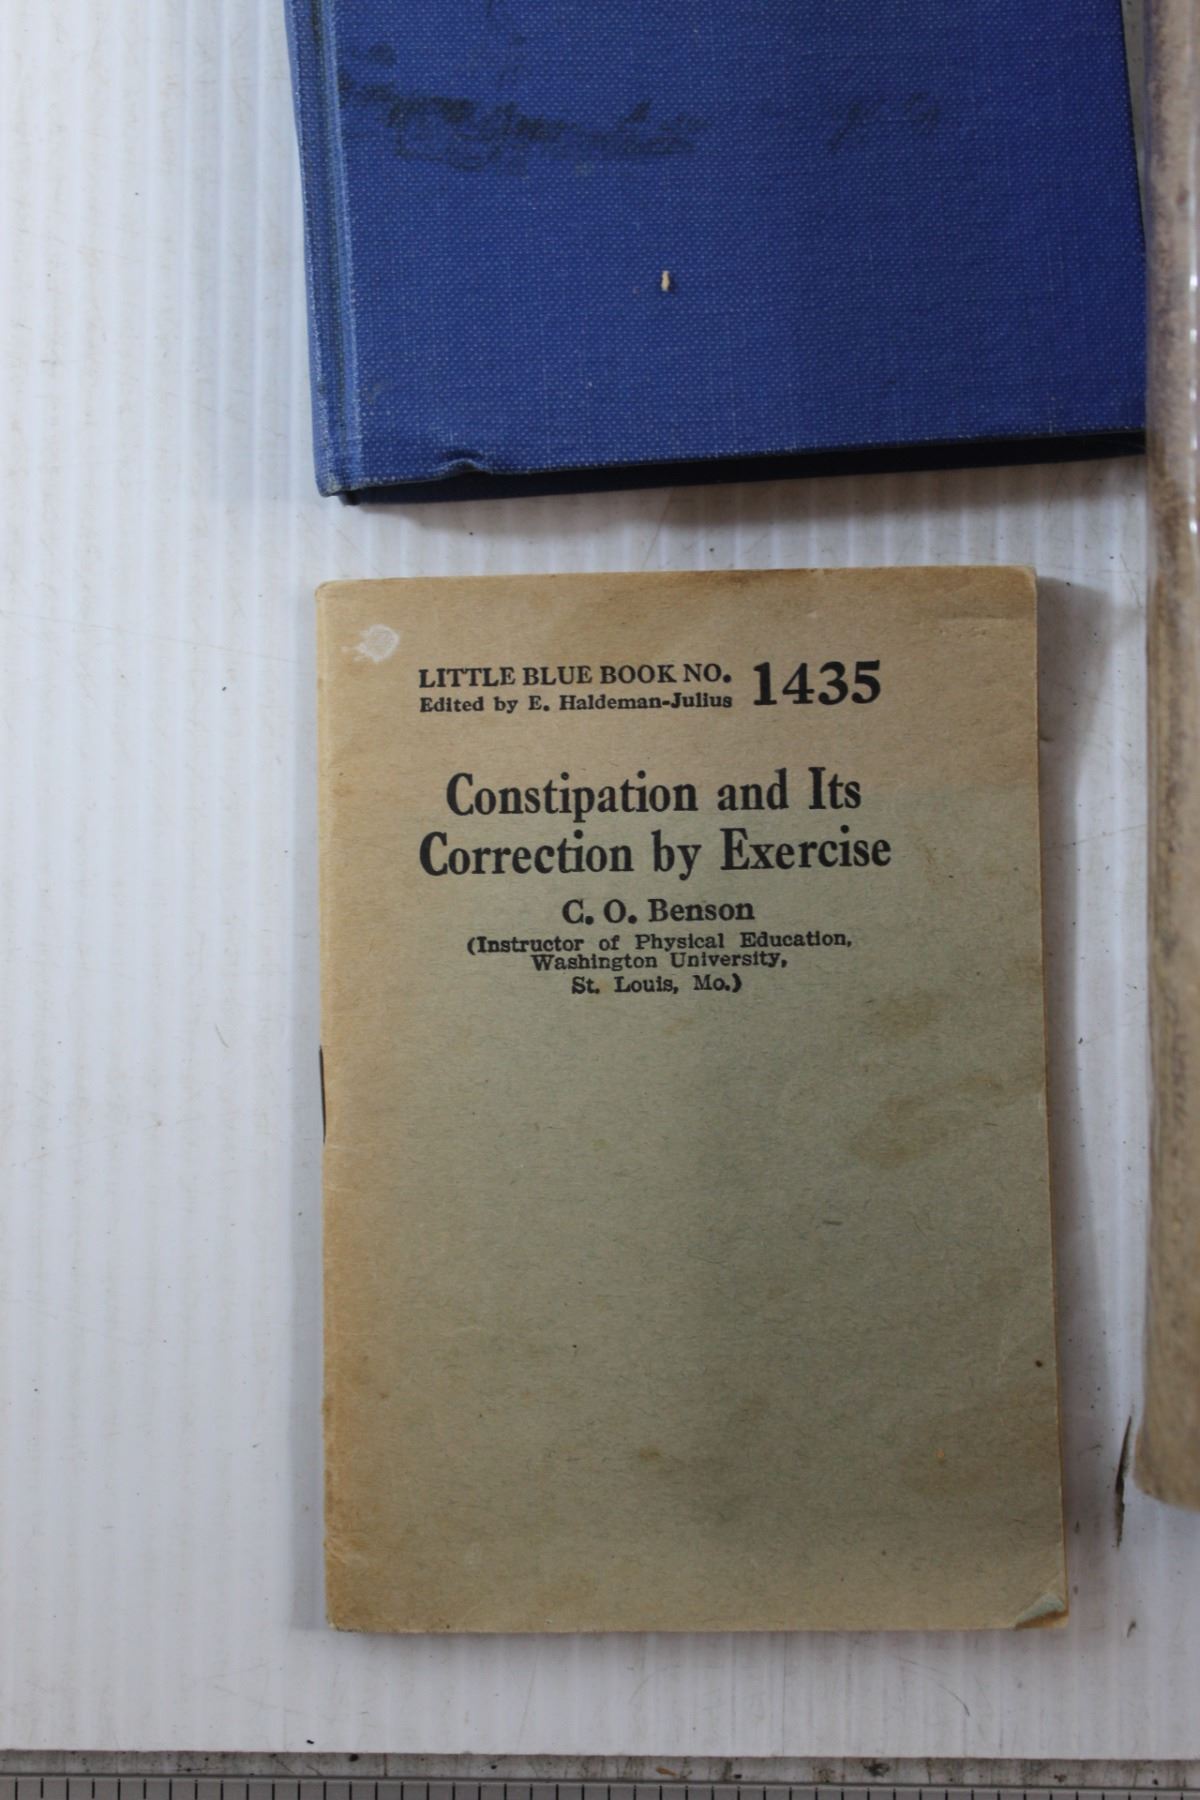 LITTLE BLUE BOOK NO. 1435
Edited by E. Haldeman-Julius
Constipation and Its
Correction by Exercise
C. O. Benson
(Instructor of Physical Education,
Washington University,
St. Louis, Mo.)